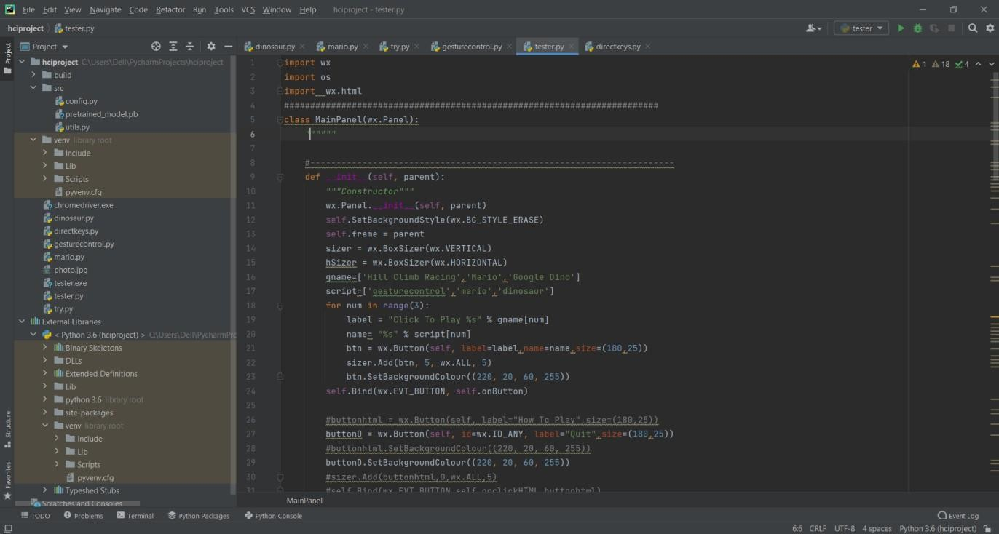 File Edit View Navigate Code Refactor Run Tools VCS Window Help hciproject - tester.py
hciproject tester.py tester
Project dinosaur.py mario.py try.py gesturecontrol.py tester.py directkeys.py
Project
Structure
Favorites
hciproject C:\Users\Dell\PycharmProjects\hciproject
build
src
config.py
pretrained_model.pb
utils.py
venv library root
Include
Lib
Scripts
pyvenv.cfg
chromedriver.exe
dinosaur.py
directkeys.py
gesturecontrol.py
mario.py
photo.jpg
tester.exe
tester.py
try.py
External Libraries
< Python 3.6 (hciproject) > C:\Users\Dell\PycharmPrc
Binary Skeletons
DLLs
Extended Definitions
Lib
python 3.6 library root
site-packages
venv library root
Include
Lib
Scripts
pyvenv.cfg
Typeshed Stubs
Scratches and Consoles
1 18 4
1 import wx
2 import os
3 import  wx.html
4 ########################################################################
5 class MainPanel(wx.Panel):
6 """"""
7
8 #----------------------------------------------------------------------
9 def __init__(self, parent):
10 """Constructor"""
11 wx.Panel.__init__(self, parent)
12 self.SetBackgroundStyle(wx.BG_STYLE_ERASE)
13 self.frame = parent
14 sizer = wx.BoxSizer(wx.VERTICAL)
15 hSizer = wx.BoxSizer(wx.HORIZONTAL)
16 gname=['Hill Climb Racing','Mario','Google Dino']
17 script=['gesturecontrol','mario','dinosaur']
18 for num in range(3):
19 label = "Click To Play %s" % gname[num]
20 name= "%s" % script[num]
21 btn = wx.Button(self, label=label,name=name,size=(180,25))
22 sizer.Add(btn, 5, wx.ALL, 5)
23 btn.SetBackgroundColour((220, 20, 60, 255))
24 self.Bind(wx.EVT_BUTTON, self.onButton)
25
26 #buttonhtml = wx.Button(self, label="How To Play",size=(180,25))
27 buttonD = wx.Button(self, id=wx.ID_ANY, label="Quit",size=(180,25))
28 #buttonhtml.SetBackgroundColour((220, 20, 60, 255))
29 buttonD.SetBackgroundColour((220, 20, 60, 255))
30 #sizer.Add(buttonhtml,0,wx.ALL,5)
31 #self.Bind(wx.EVT_BUTTON,self.onclickHTML,buttonhtml)
MainPanel
TODO Problems Terminal Python Packages Python Console Event Log
6:6 CRLF UTF-8 4 spaces Python 3.6 (hciproject)